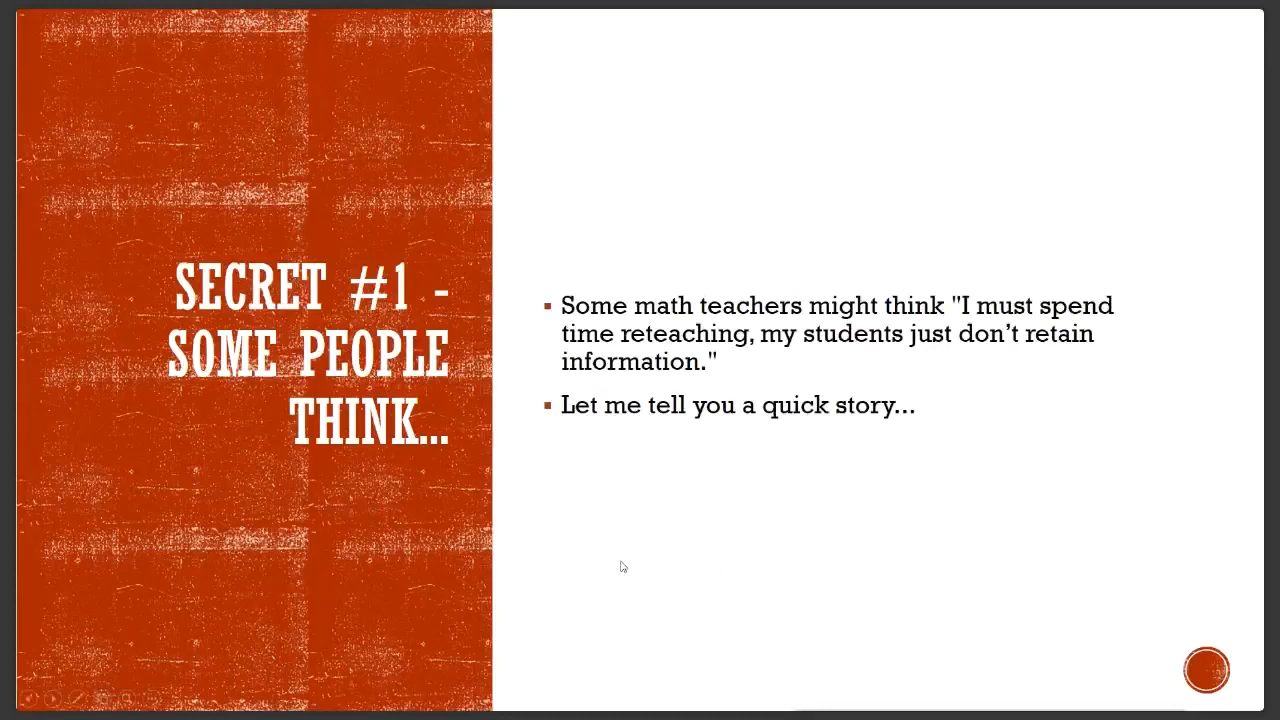 SECRET #1 -
SOME PEOPLE
THINK...
Some math teachers might think "I must spend
time reteaching, my students just don’t retain
information."
Let me tell you a quick story...